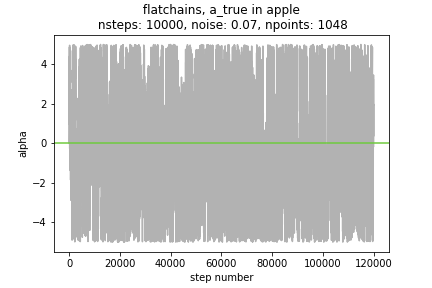 flatchains, a_true in apple
nsteps: 10000, noise: 0.07, npoints: 1048
4
2
0
−2
−4
alpha
0 20000 40000 60000 80000 100000 120000
step number